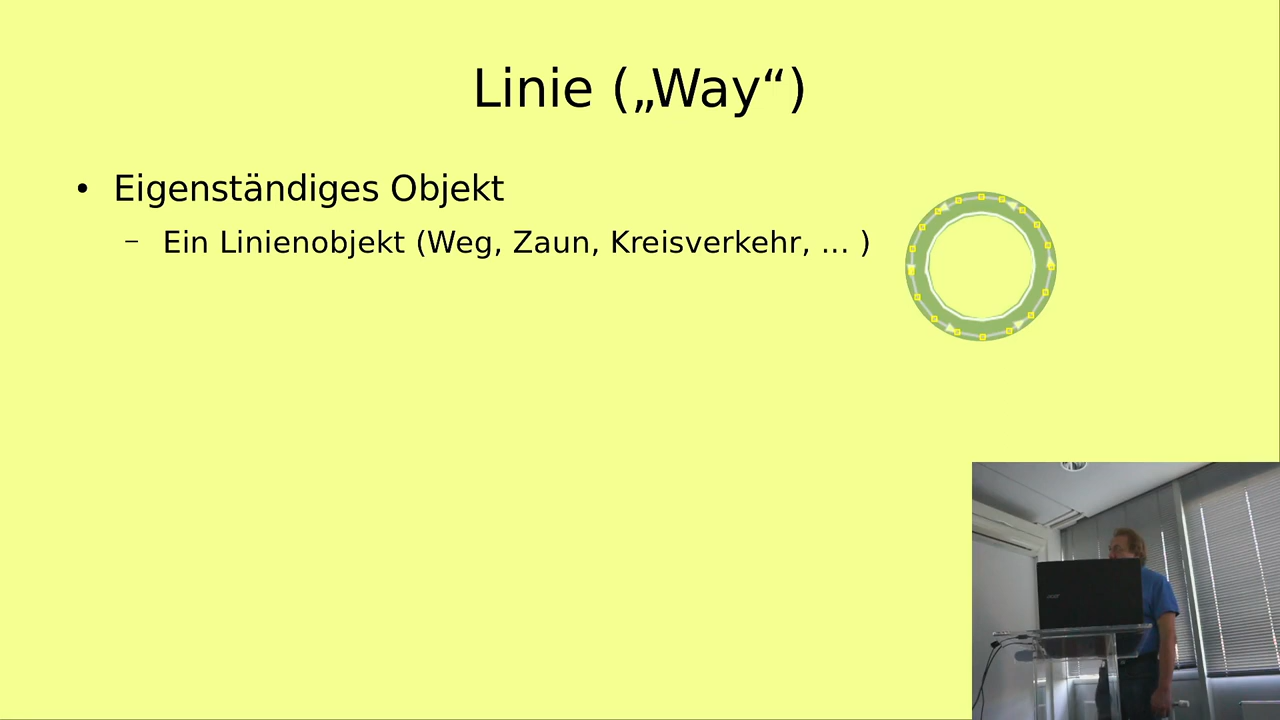 Linie („Way“)
• Eigenständiges Objekt
– Ein Linienobjekt (Weg, Zaun, Kreisverkehr, ... )